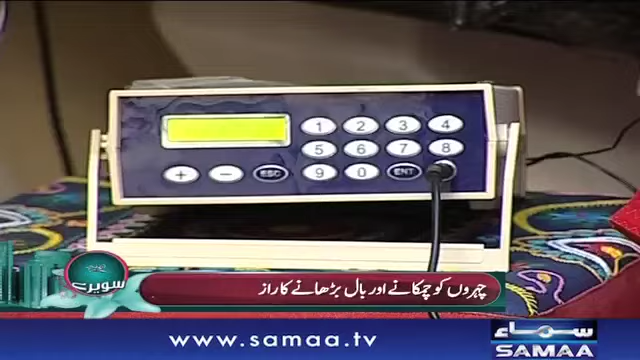 1 2 3 4
5 6 7 8
+ − ESC 9 0 ENT
سویرے
چہروں کو چمکانے اور بال بڑھانے کا راز
www.samaa.tv
سماء
SAMAA